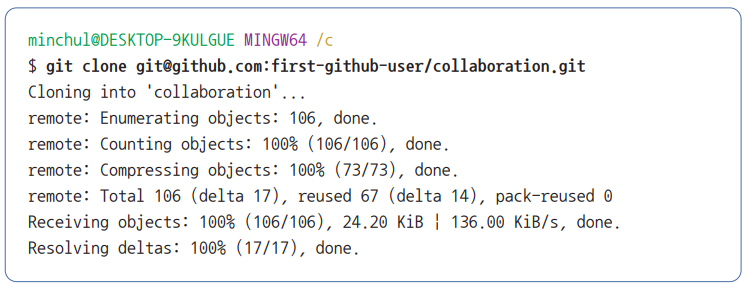 minchul@DESKTOP-9KULGUE MINGW64 /c
$ git clone git@github.com:first-github-user/collaboration.git
Cloning into 'collaboration'...
remote: Enumerating objects: 106, done.
remote: Counting objects: 100% (106/106), done.
remote: Compressing objects: 100% (73/73), done.
remote: Total 106 (delta 17), reused 67 (delta 14), pack-reused 0
Receiving objects: 100% (106/106), 24.20 KiB ¦ 136.00 KiB/s, done.
Resolving deltas: 100% (17/17), done.